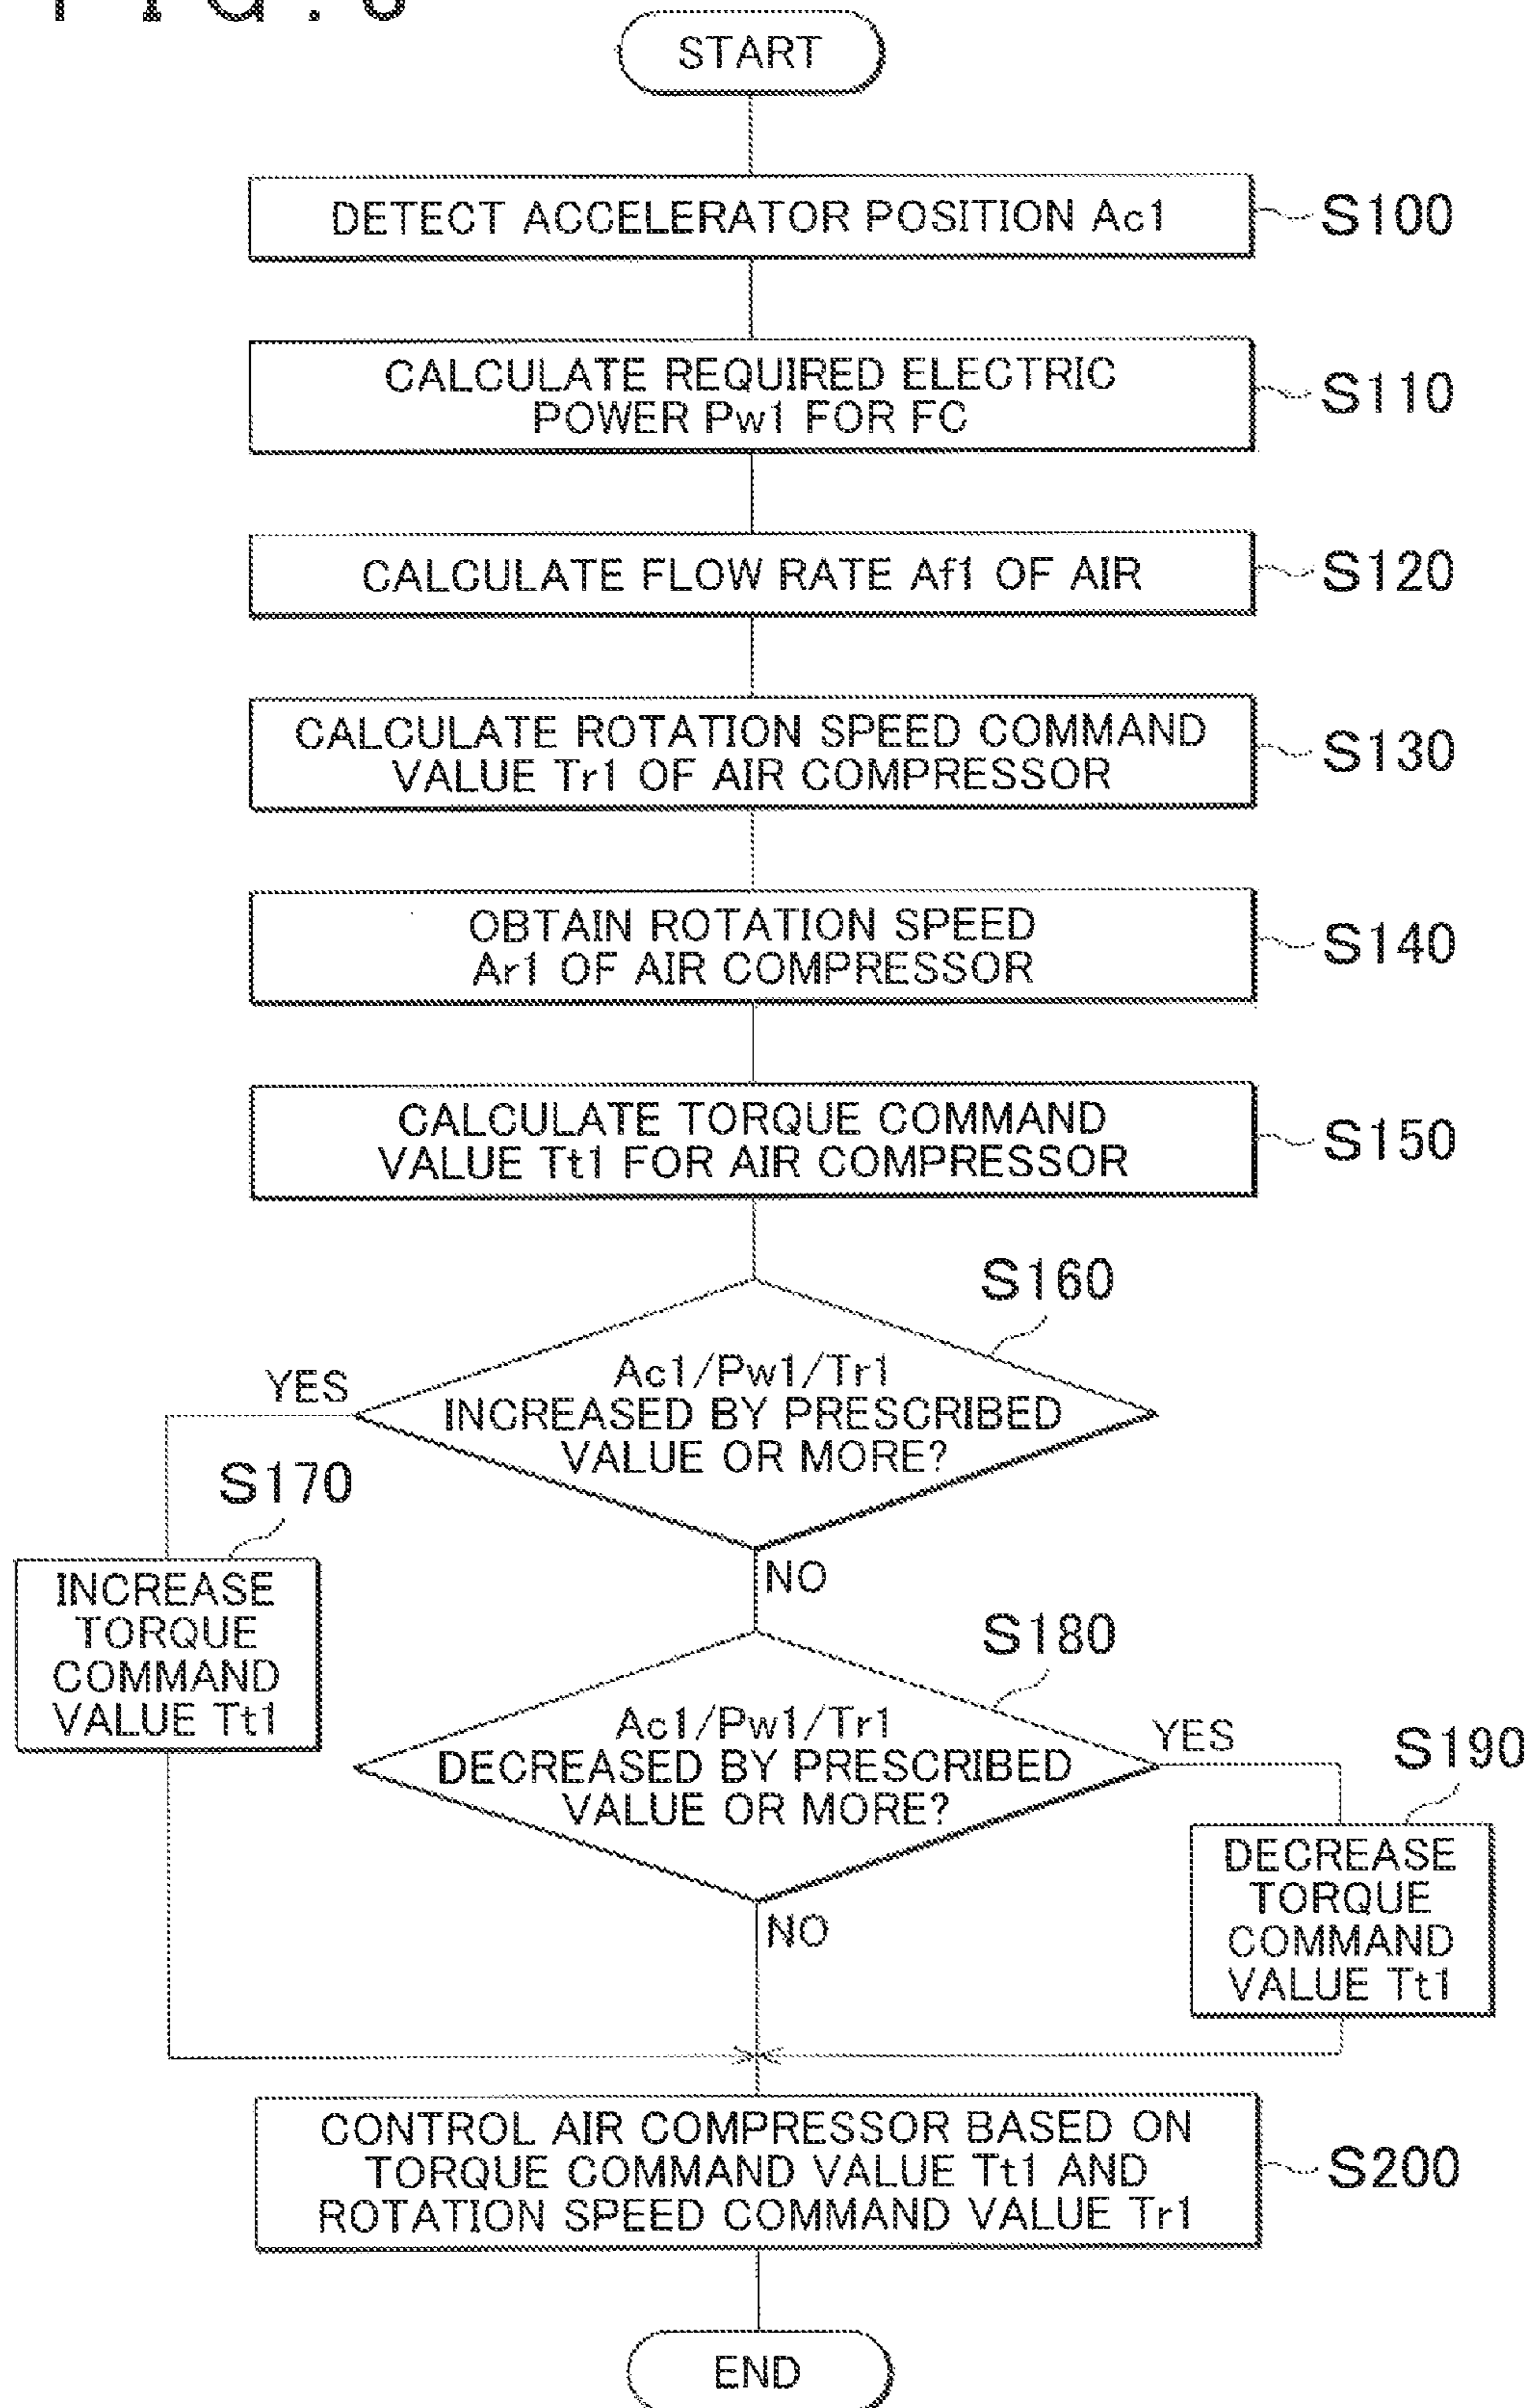 START
DETECT ACCELERATOR POSITION Ac1
S100
CALCULATE REQUIRED ELECTRIC
POWER Pw1 FOR FC
S110
CALCULATE FLOW RATE Af1 OF AIR
S120
CALCULATE ROTATION SPEED COMMAND
VALUE Tr1 OF AIR COMPRESSOR
S130
OBTAIN ROTATION SPEED
Ar1 OF AIR COMPRESSOR
S140
CALCULATE TORQUE COMMAND
VALUE Tt1 FOR AIR COMPRESSOR
S150
S160
Ac1/Pw1/Tr1
INCREASED BY PRESCRIBED
VALUE OR MORE?
YES
S170
INCREASE
TORQUE
COMMAND
VALUE Tt1
NO
S180
Ac1/Pw1/Tr1
DECREASED BY PRESCRIBED
VALUE OR MORE?
YES
S190
DECREASE
TORQUE
COMMAND
VALUE Tt1
NO
CONTROL AIR COMPRESSOR BASED ON
TORQUE COMMAND VALUE Tt1 AND
ROTATION SPEED COMMAND VALUE Tr1
S200
END